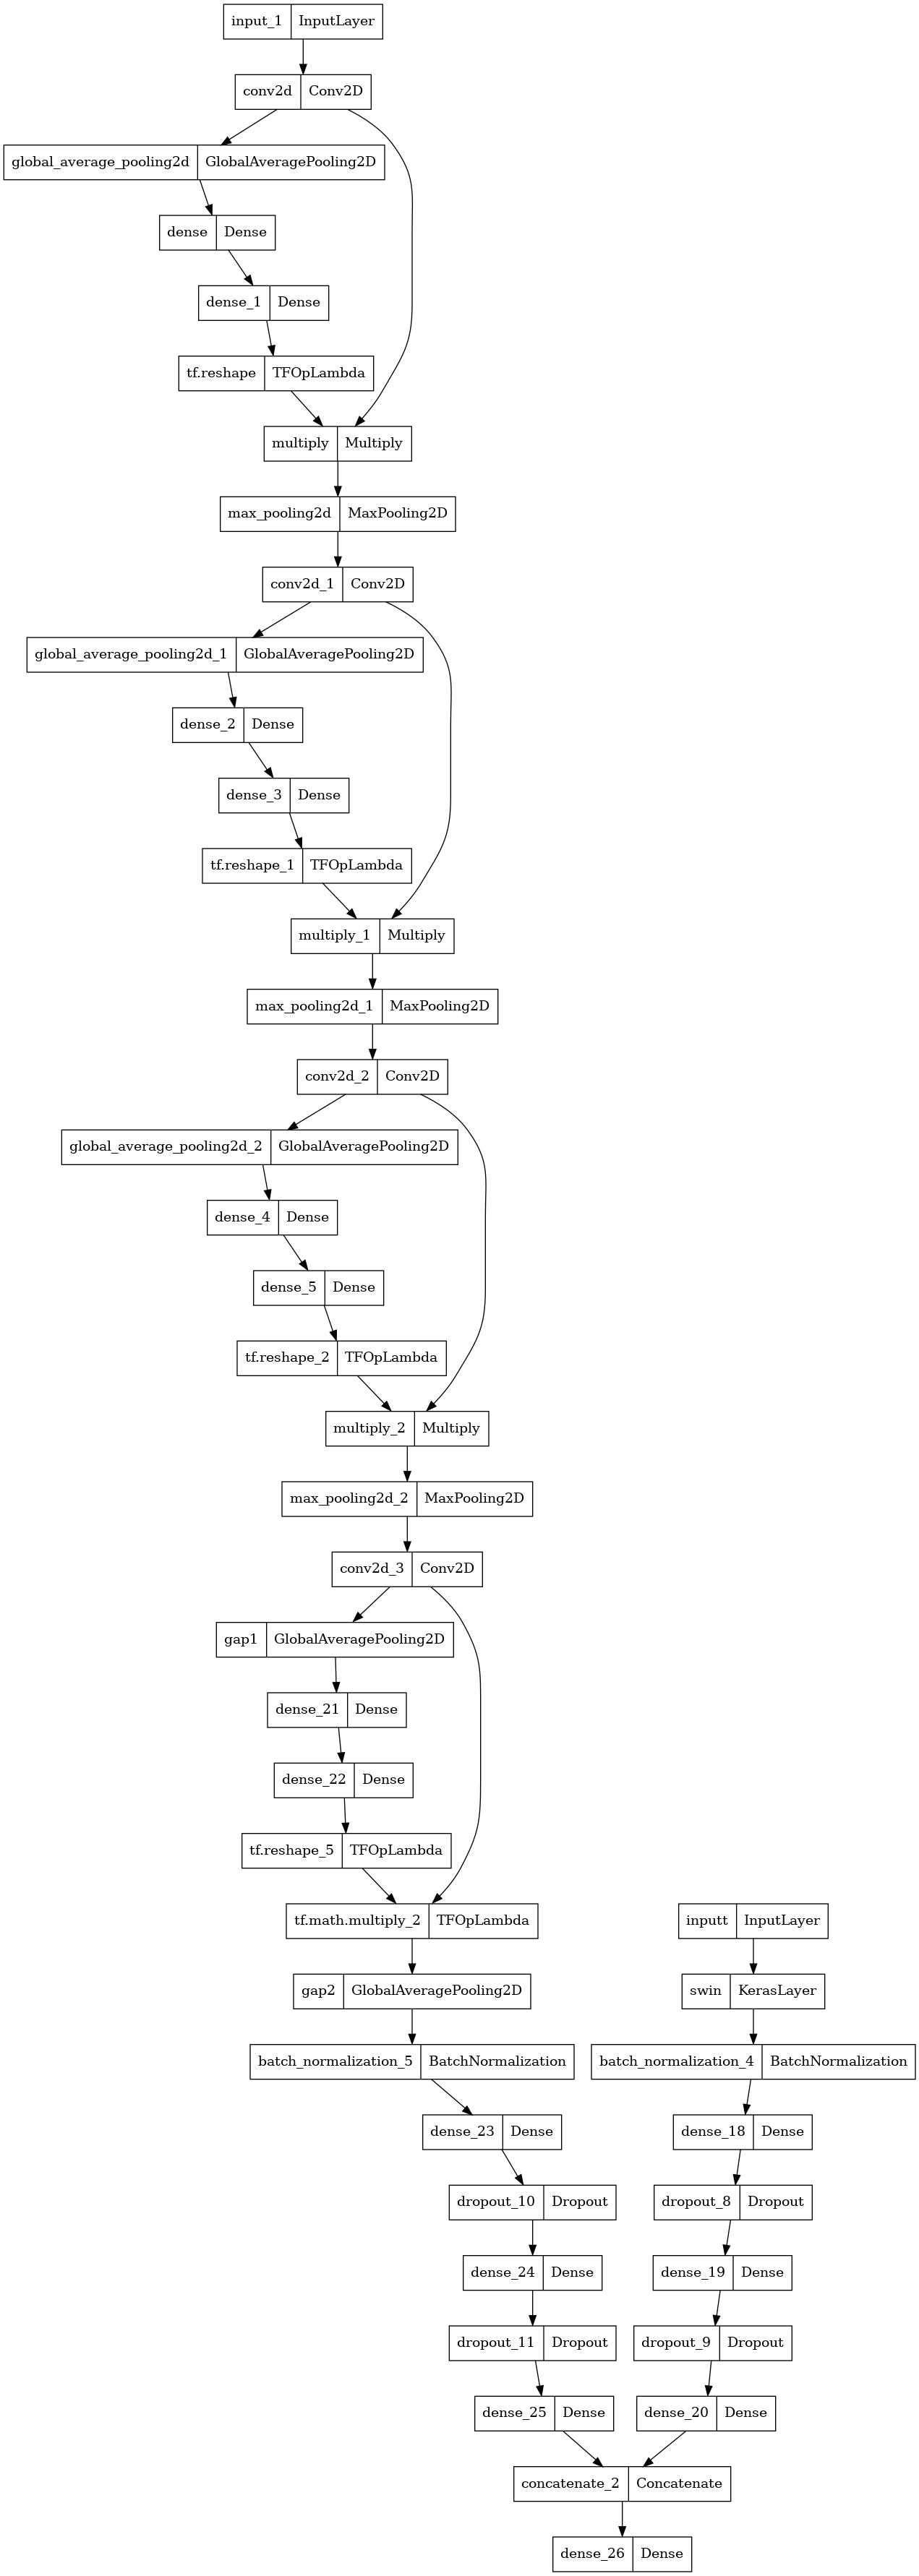 input_1 InputLayer
conv2d Conv2D
global_average_pooling2d GlobalAveragePooling2D
dense Dense
dense_1 Dense
tf.reshape TFOpLambda
multiply Multiply
max_pooling2d MaxPooling2D
conv2d_1 Conv2D
global_average_pooling2d_1 GlobalAveragePooling2D
dense_2 Dense
dense_3 Dense
tf.reshape_1 TFOpLambda
multiply_1 Multiply
max_pooling2d_1 MaxPooling2D
conv2d_2 Conv2D
global_average_pooling2d_2 GlobalAveragePooling2D
dense_4 Dense
dense_5 Dense
tf.reshape_2 TFOpLambda
multiply_2 Multiply
max_pooling2d_2 MaxPooling2D
conv2d_3 Conv2D
gap1 GlobalAveragePooling2D
dense_21 Dense
dense_22 Dense
tf.reshape_5 TFOpLambda
tf.math.multiply_2 TFOpLambda
inputt InputLayer
gap2 GlobalAveragePooling2D
swin KerasLayer
batch_normalization_5 BatchNormalization
batch_normalization_4 BatchNormalization
dense_23 Dense
dense_18 Dense
dropout_10 Dropout
dropout_8 Dropout
dense_24 Dense
dense_19 Dense
dropout_11 Dropout
dropout_9 Dropout
dense_25 Dense
dense_20 Dense
concatenate_2 Concatenate
dense_26 Dense